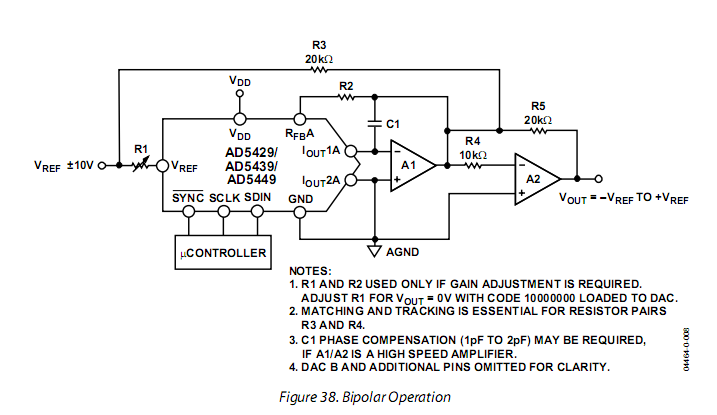 R3
20kΩ
VDD
R2
R5
20kΩ
C1
R4
10kΩ
R1
VREF ±10V
VREF
VDD
RFBA
AD5429/
AD5439/
AD5449
IOUT1A
IOUT2A
A1
A2
VOUT = –VREF TO +VREF
SYNC SCLK SDIN GND
µCONTROLLER
AGND
NOTES:
1. R1 AND R2 USED ONLY IF GAIN ADJUSTMENT IS REQUIRED.
ADJUST R1 FOR VOUT = 0V WITH CODE 10000000 LOADED TO DAC.
2. MATCHING AND TRACKING IS ESSENTIAL FOR RESISTOR PAIRS
R3 AND R4.
3. C1 PHASE COMPENSATION (1pF TO 2pF) MAY BE REQUIRED,
IF A1/A2 IS A HIGH SPEED AMPLIFIER.
4. DAC B AND ADDITIONAL PINS OMITTED FOR CLARITY.
04464-0-008
Figure 38. Bipolar Operation